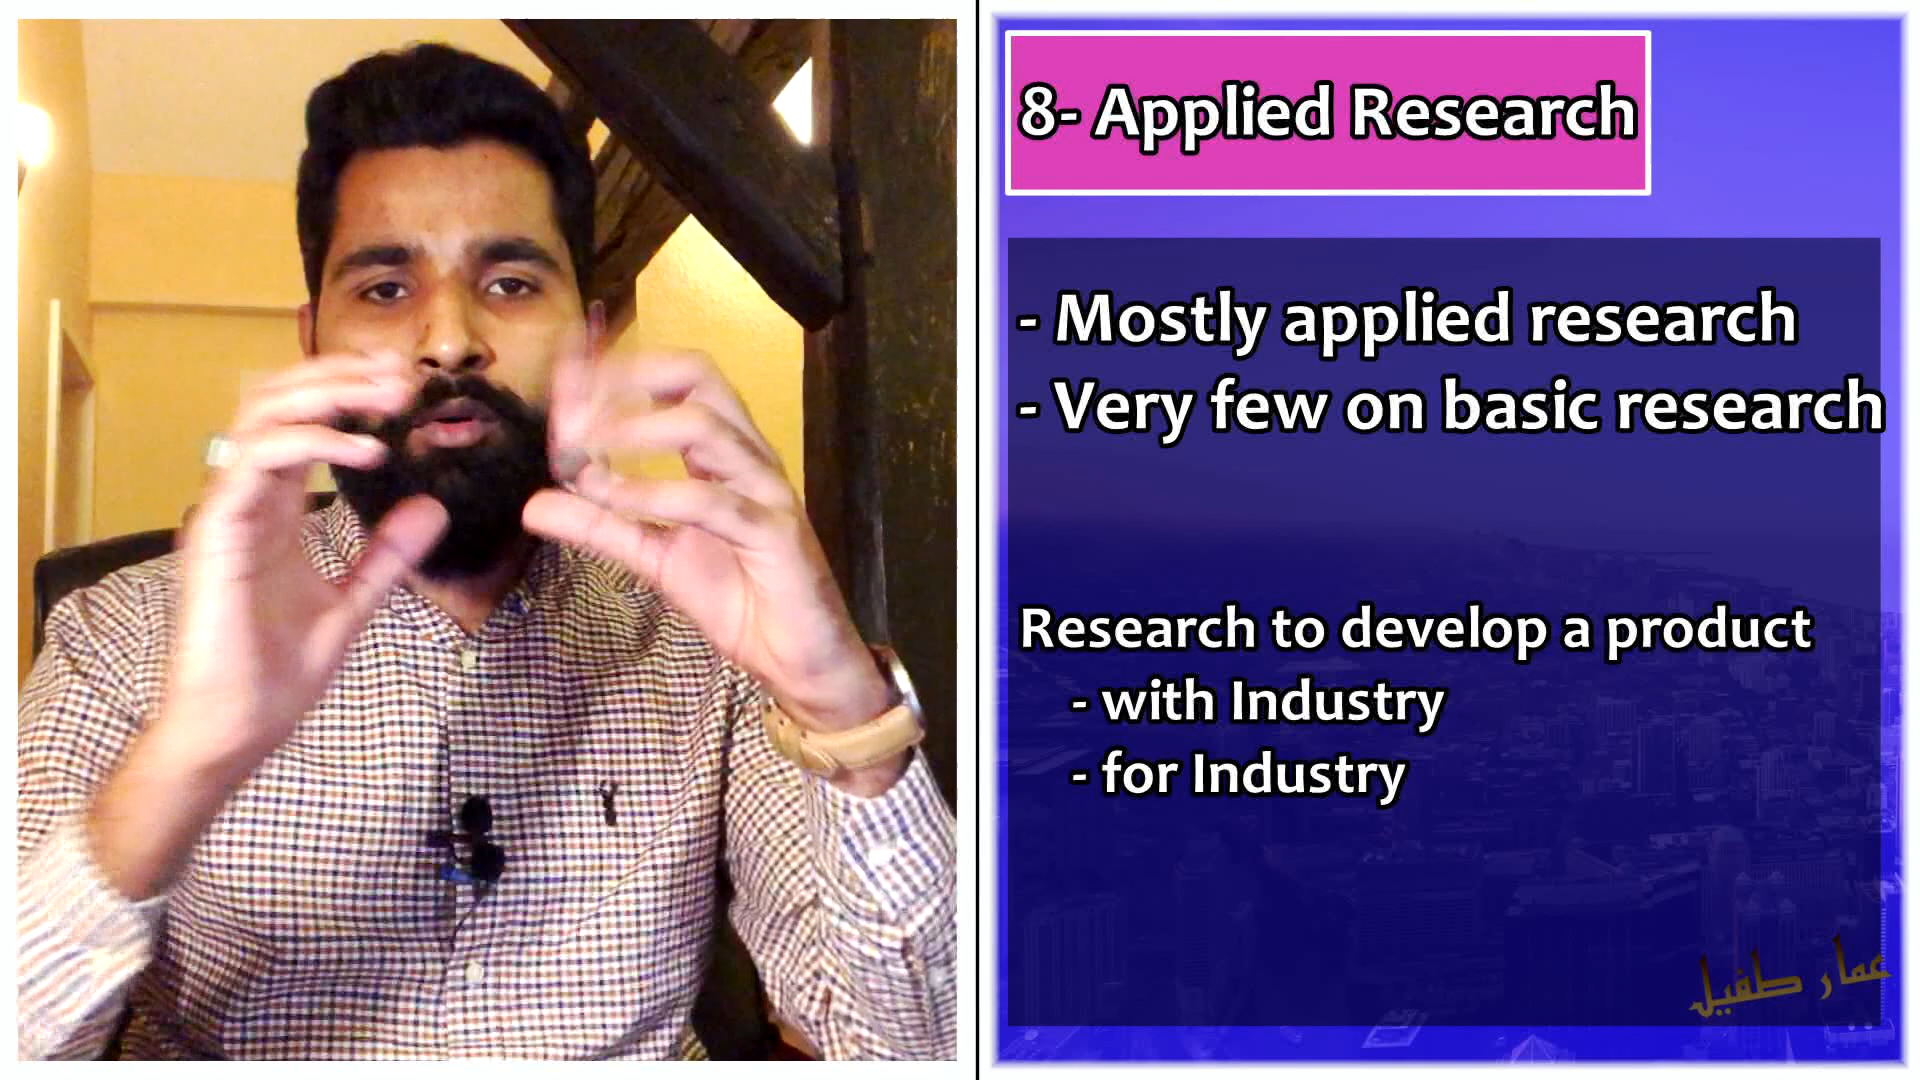 8- Applied Research
- Mostly applied research
- Very few on basic research
Research to develop a product
- with Industry
- for Industry
عمار طفیل